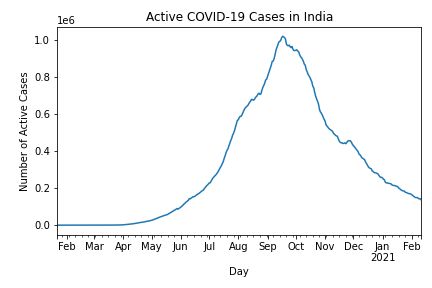 Active COVID-19 Cases in India
1e6
1.0
0.8
0.6
0.4
0.2
0.0
Number of Active Cases
Feb Mar Apr May Jun Jul Aug Sep Oct Nov Dec Jan Feb
2021
Day